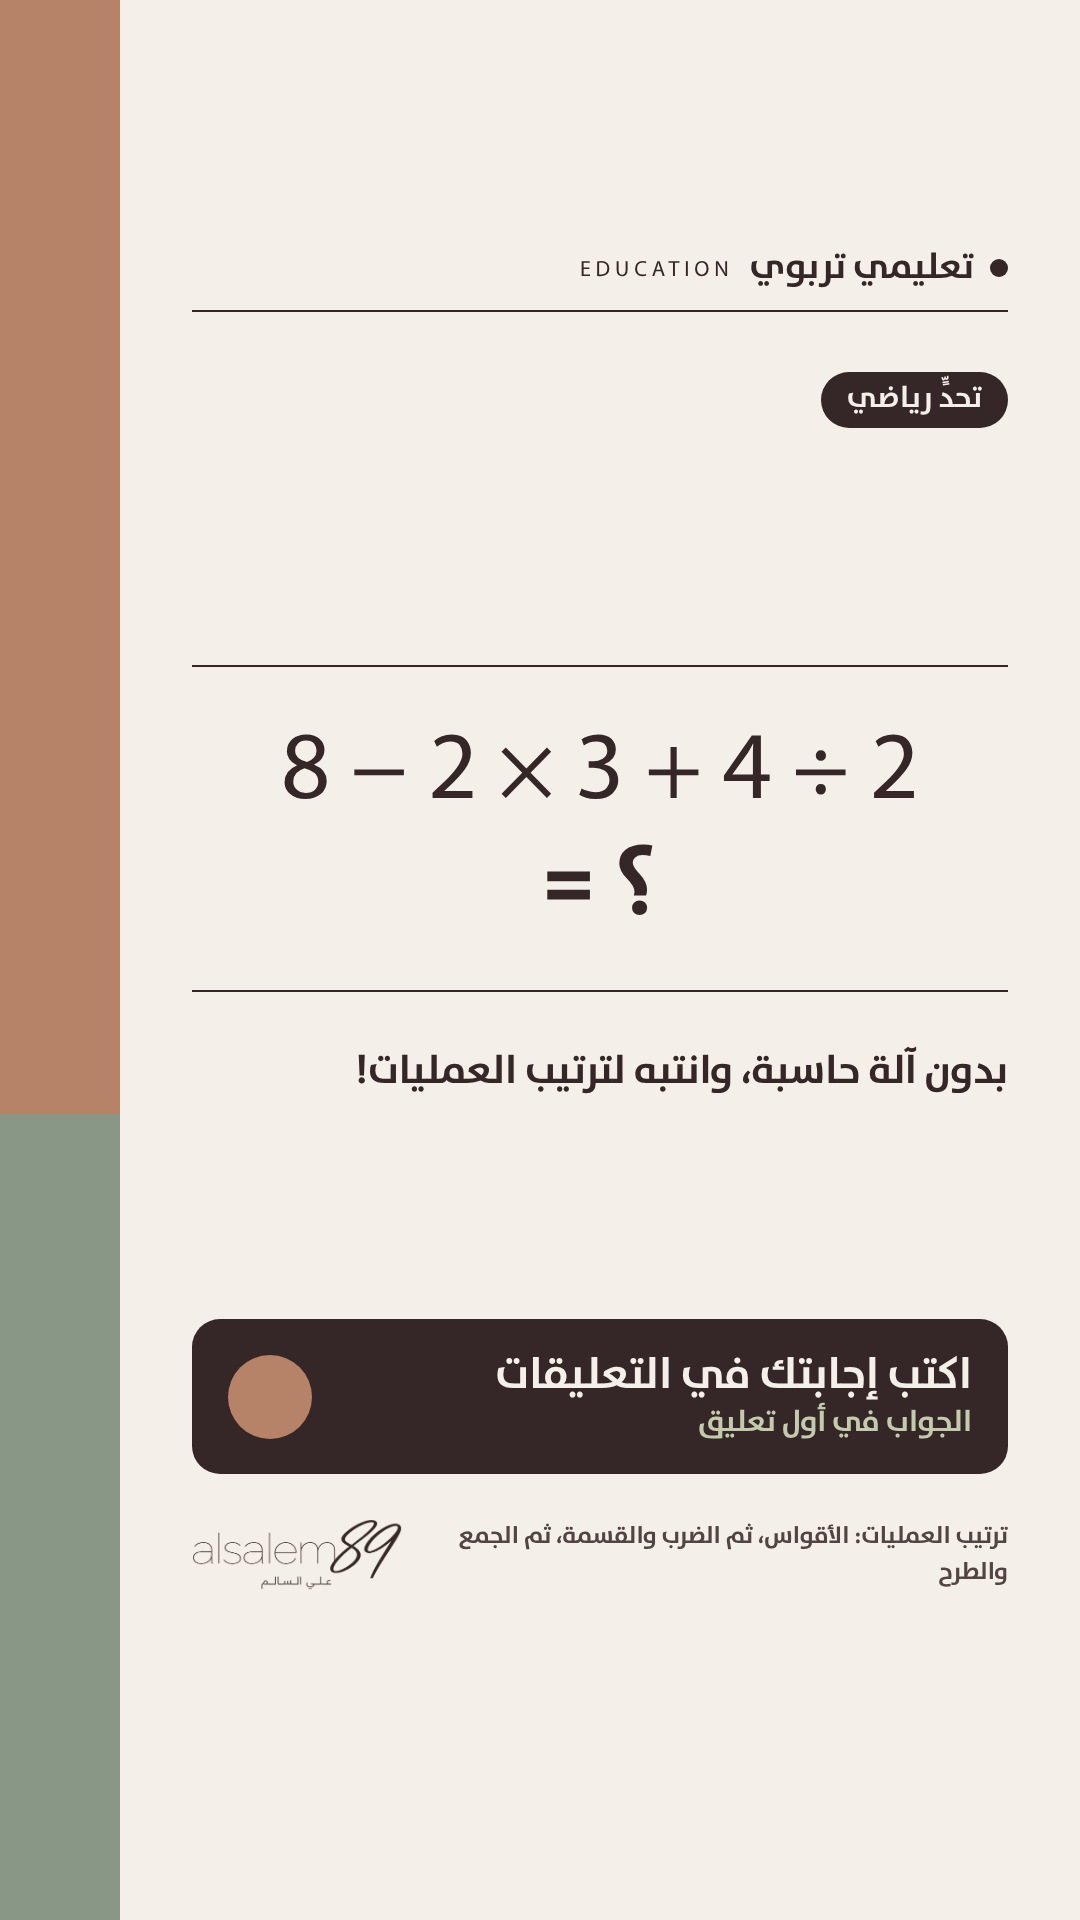 تعليمي تربوي EDUCATION
تحدٍّ رياضي
8 − 2 × 3 + 4 ÷ 2
= ؟
بدون آلة حاسبة، وانتبه لترتيب العمليات!
اكتب إجابتك في التعليقات
الجواب في أول تعليق
ترتيب العمليات: الأقواس، ثم الضرب والقسمة، ثم الجمع
والطرح
alsalem89
علي السالم